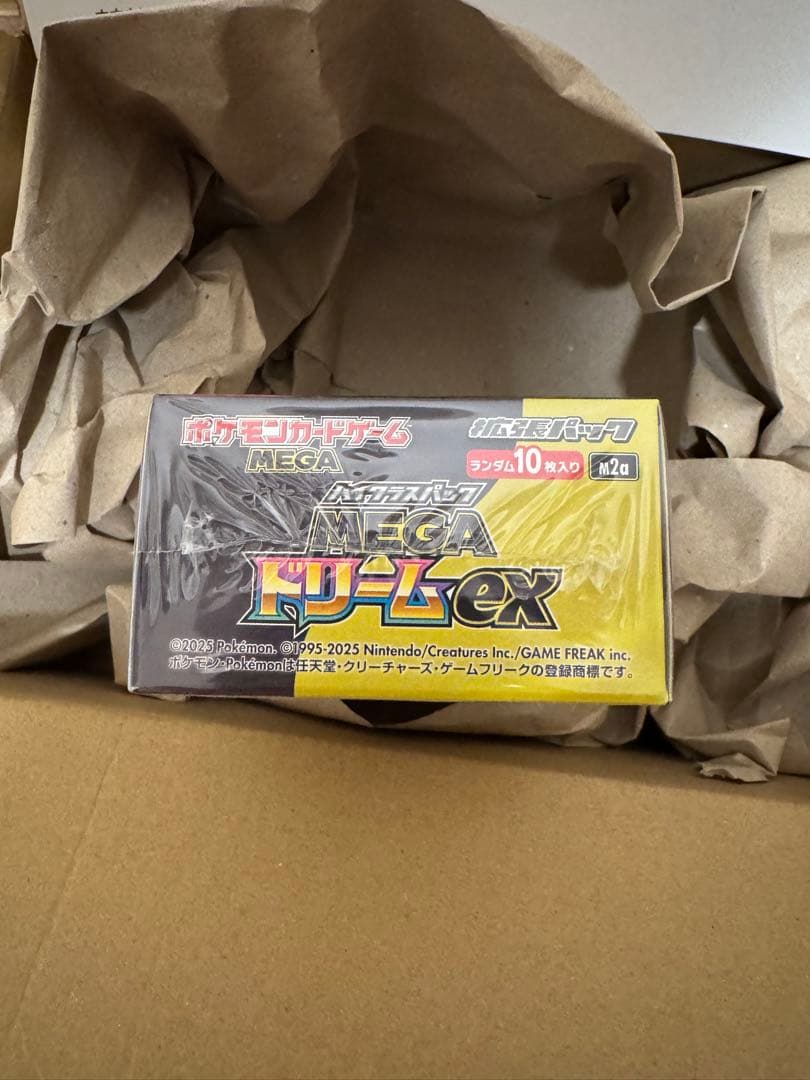 ポケモンカードゲーム
MEGA
拡張パック
ランダム10枚入り
M2a
ハイクラスパック
MEGA
ドリームex
©2025 Pokémon. ©1995-2025 Nintendo/Creatures Inc./GAME FREAK inc.
ポケモン・Pokémonは任天堂・クリーチャーズ・ゲームフリークの登録商標です。